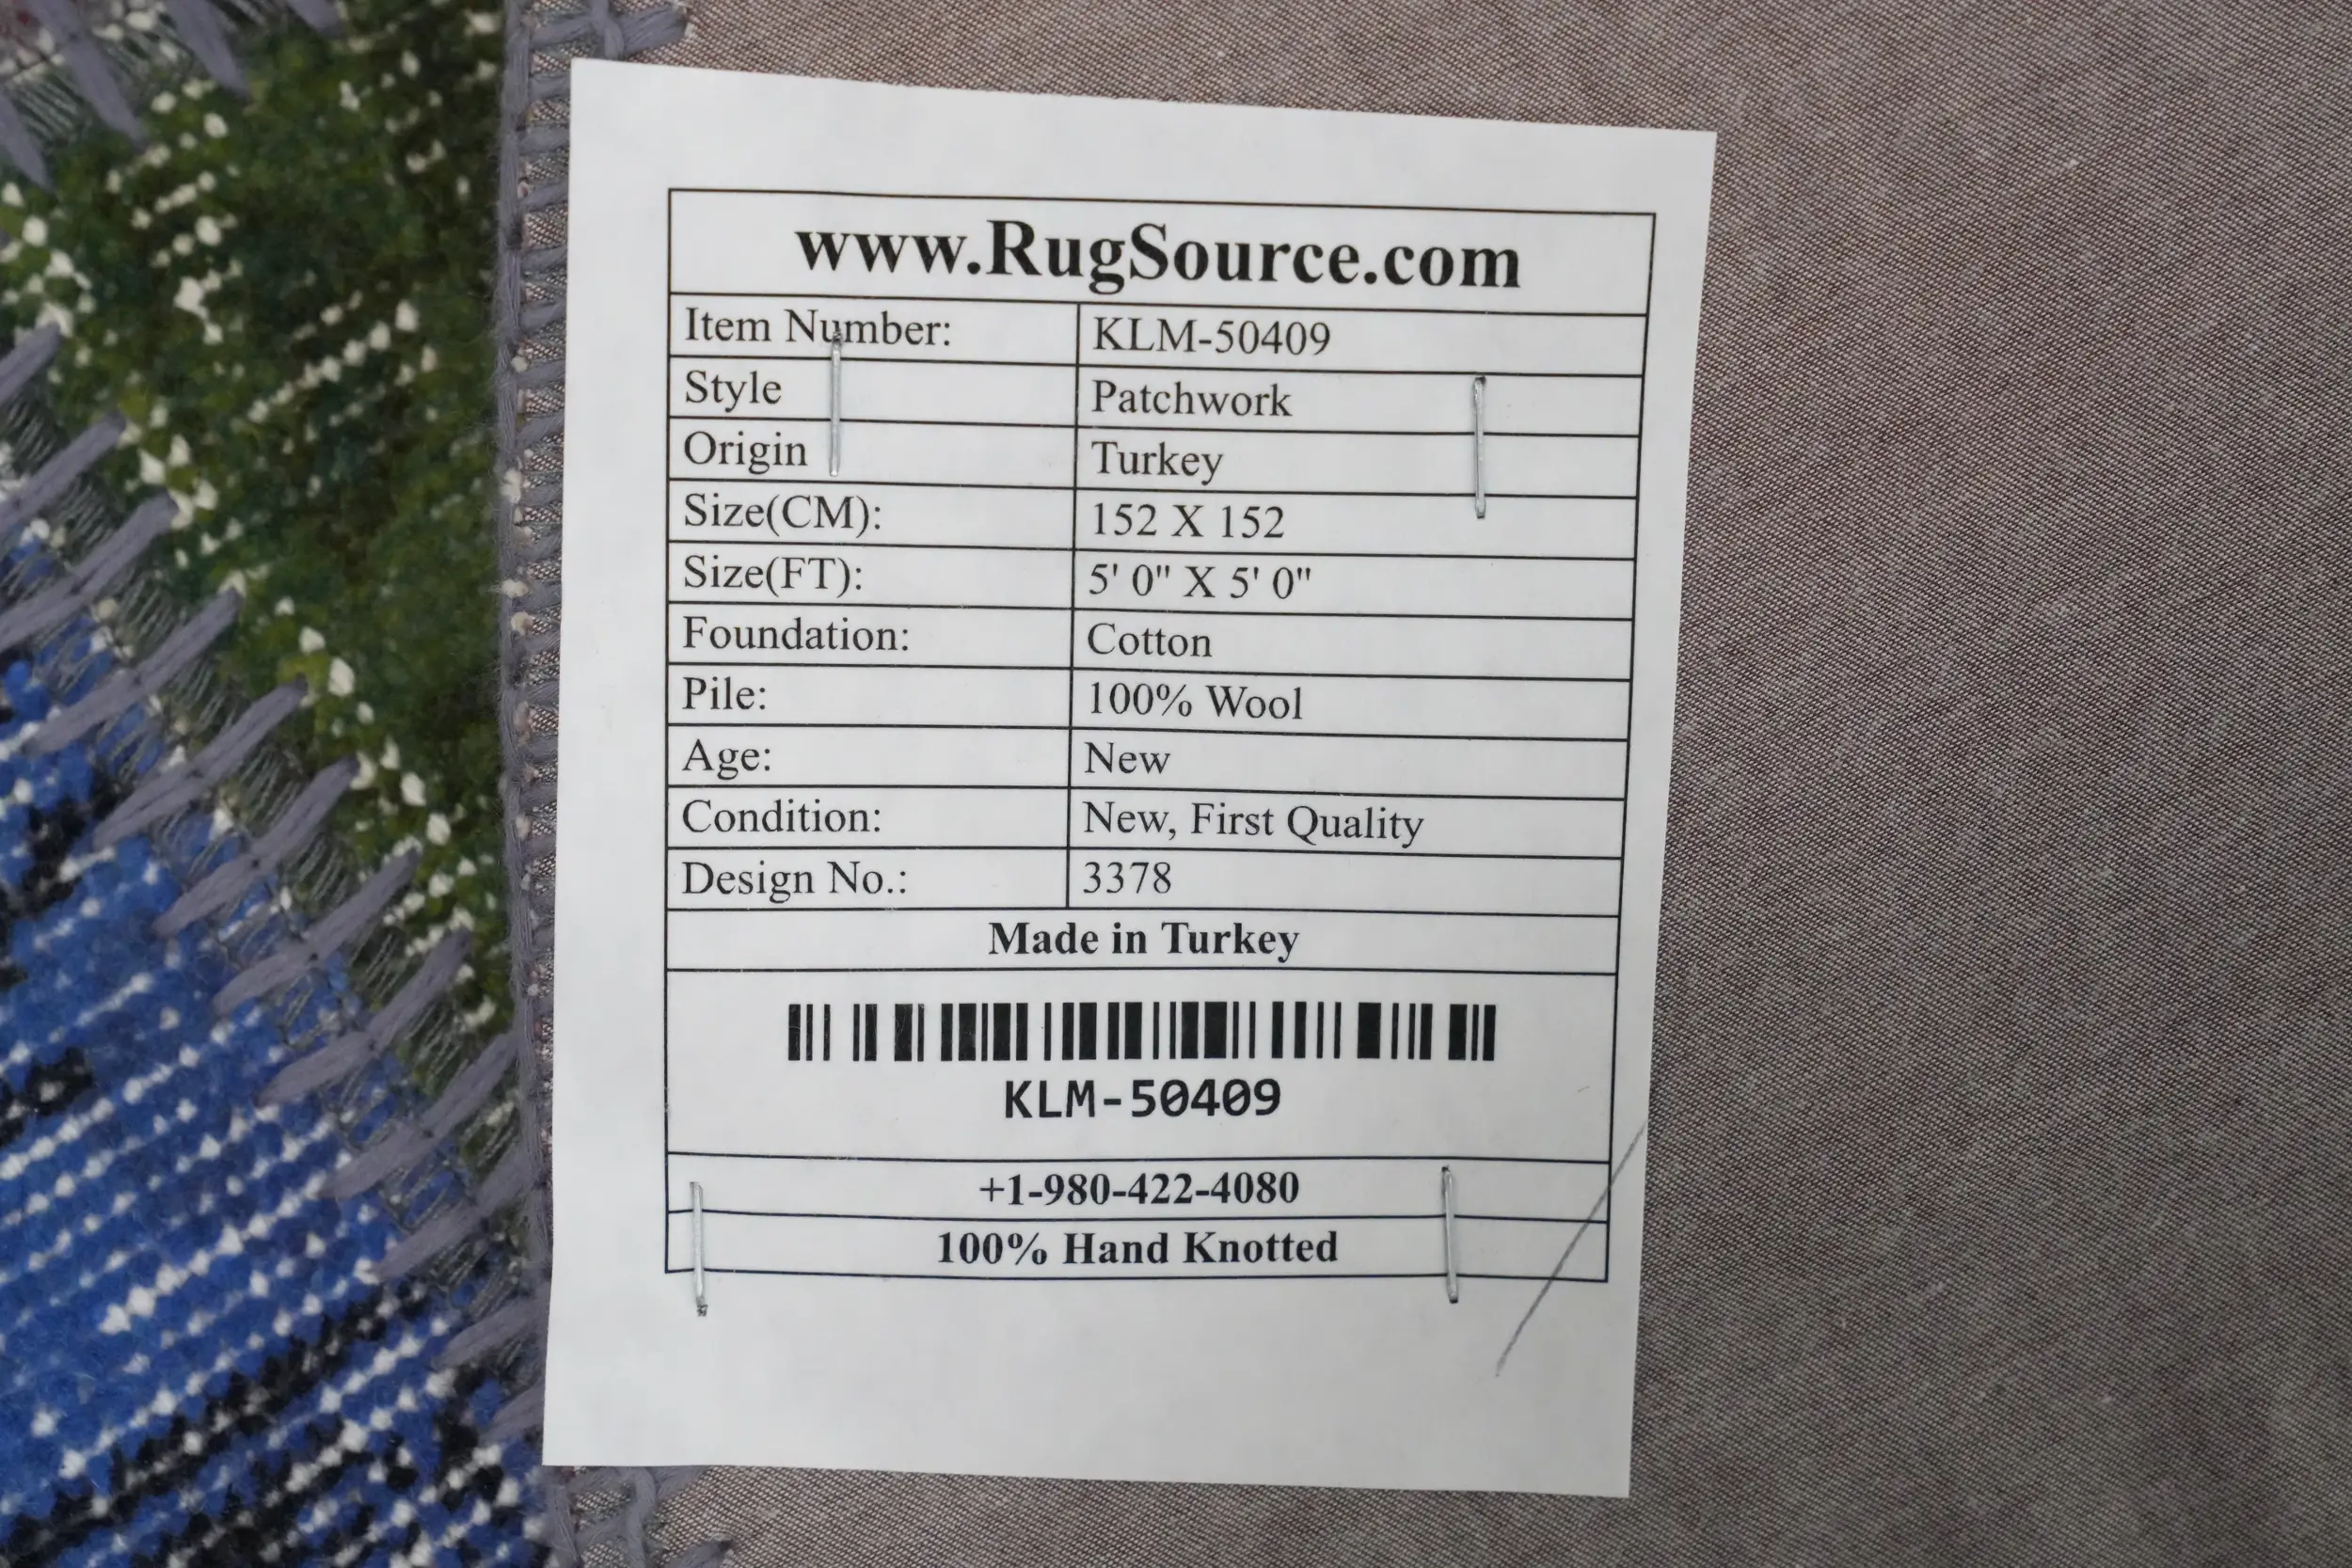 www.RugSource.com
Item Number: KLM-50409
Style Patchwork
Origin Turkey
Size(CM): 152 X 152
Size(FT): 5' 0" X 5' 0"
Foundation: Cotton
Pile: 100% Wool
Age: New
Condition: New, First Quality
Design No.: 3378
Made in Turkey
KLM-50409
+1-980-422-4080
100% Hand Knotted